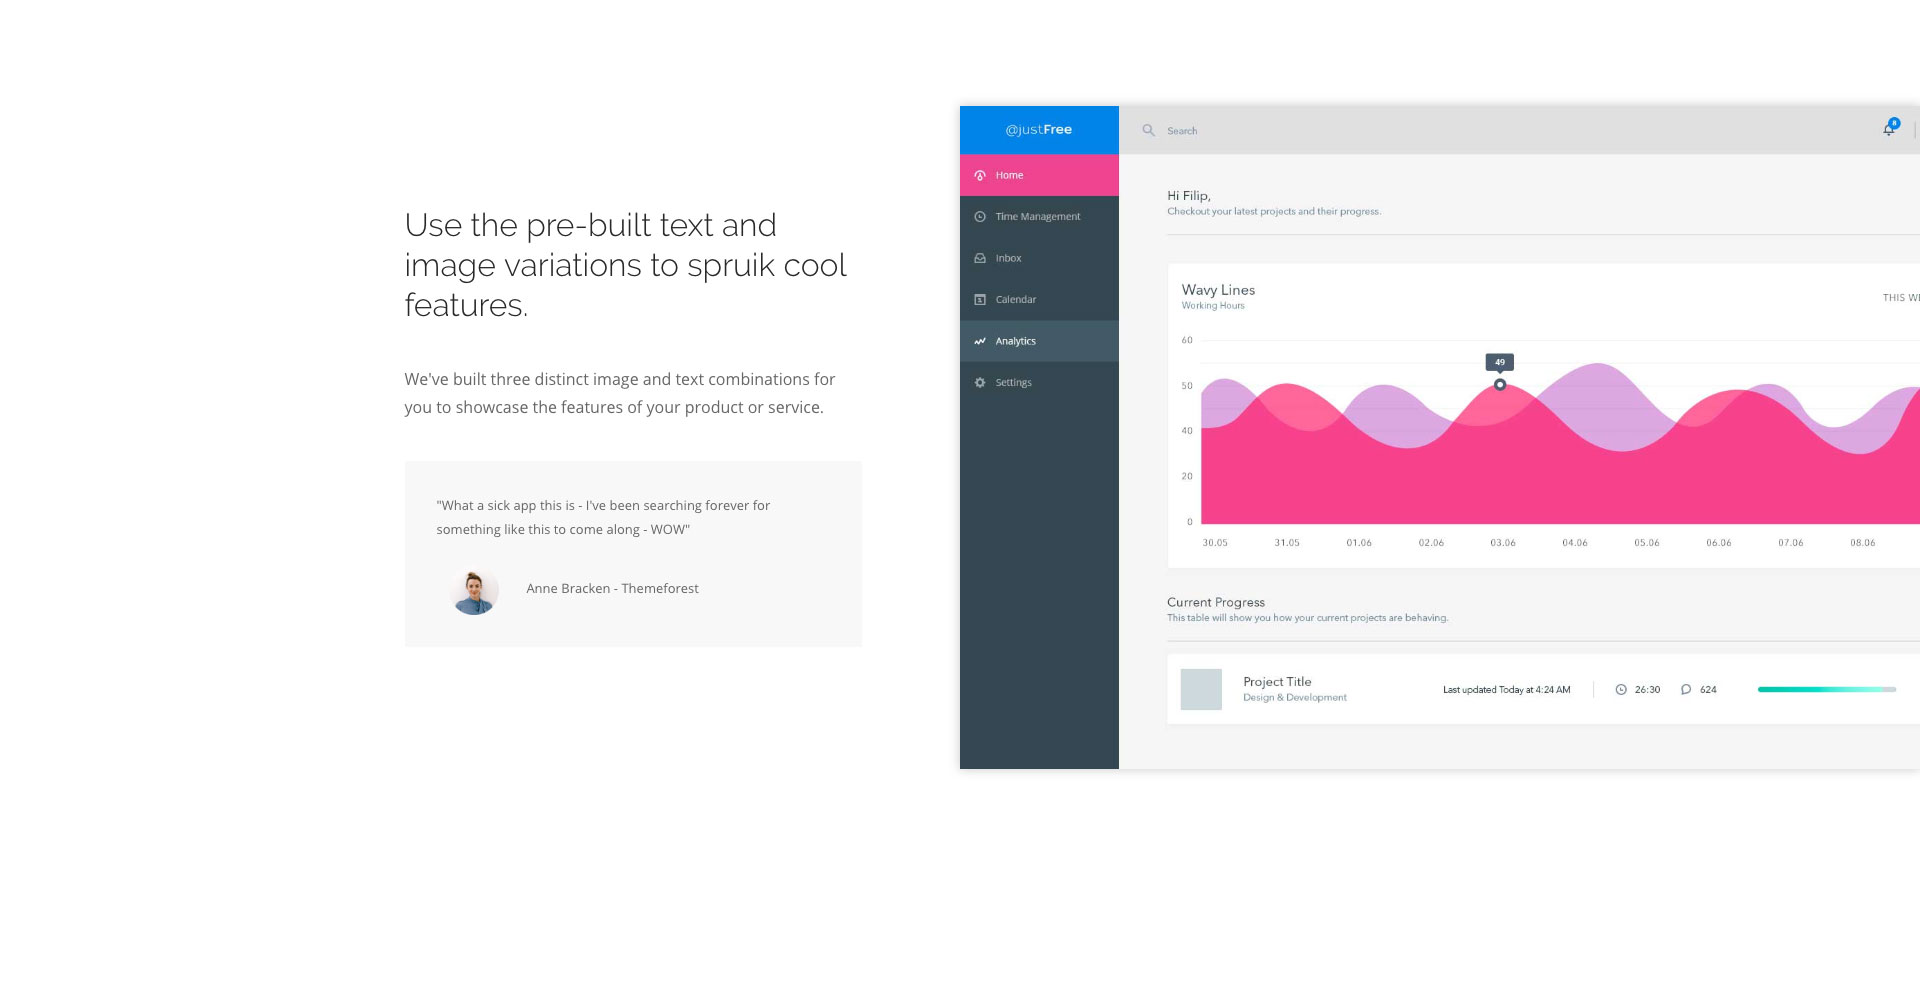 Use the pre-built text and
image variations to spruik cool
features.
We've built three distinct image and text combinations for
you to showcase the features of your product or service.
"What a sick app this is - I've been searching forever for
something like this to come along - WOW"
Anne Bracken - Themeforest
@justFree
Search
8
Home
Time Management
Inbox
Calendar
Analytics
Settings
Hi Filip,
Checkout your latest projects and their progress.
Wavy Lines
Working Hours
THIS
60
50
40
20
0
49
30.05 31.05 01.06 02.06 03.06 04.06 05.06 06.06 07.06 08.06
Current Progress
This table will show you how your current projects are behaving.
Project Title
Design & Development
Last updated Today at 4:24 AM
26:30
624